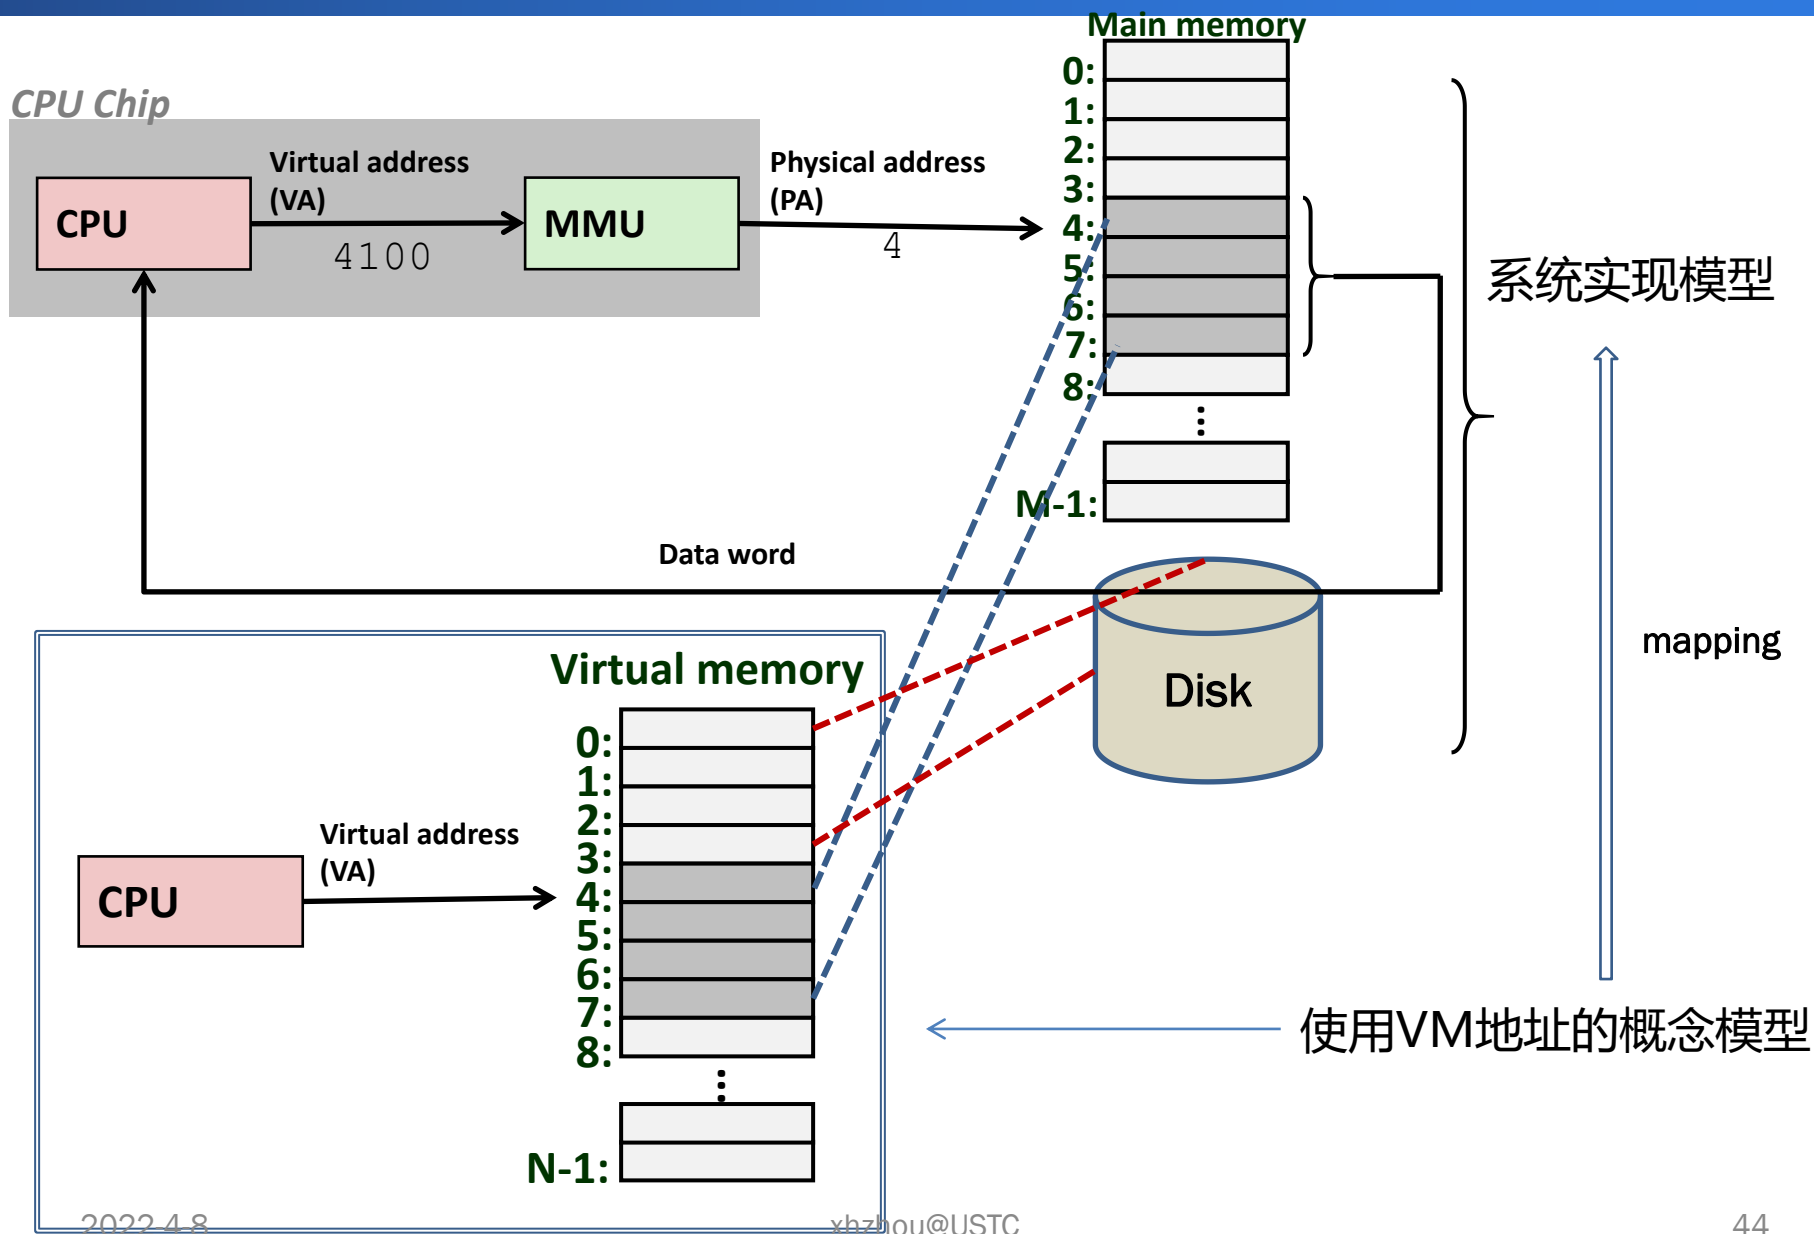 Main memory
0:
1:
2:
3:
4:
5:
6:
7:
8:
...
M-1:
CPU Chip
CPU
Virtual address
(VA)
4100
MMU
Physical address
(PA)
4
系统实现模型
Data word
Disk
mapping
Virtual memory
0:
1:
2:
3:
4:
5:
6:
7:
8:
...
N-1:
CPU
Virtual address
(VA)
使用VM地址的概念模型
2022-4-8
xhzhou@USTC
44